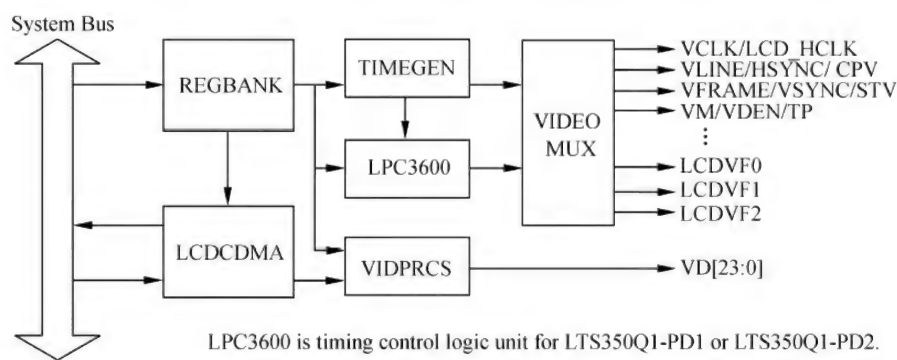 System Bus
REGBANK
TIMEGEN
LPC3600
LCDCDMA
VIDPRCS
VIDEO
MUX
VCLK/LCD_HCLK
VLINE/HSYNC/ CPV
VFRAME/VSYNC/STV
VM/VDEN/TP
⋮
LCDVF0
LCDVF1
LCDVF2
VD[23:0]
LPC3600 is timing control logic unit for LTS350Q1-PD1 or LTS350Q1-PD2.